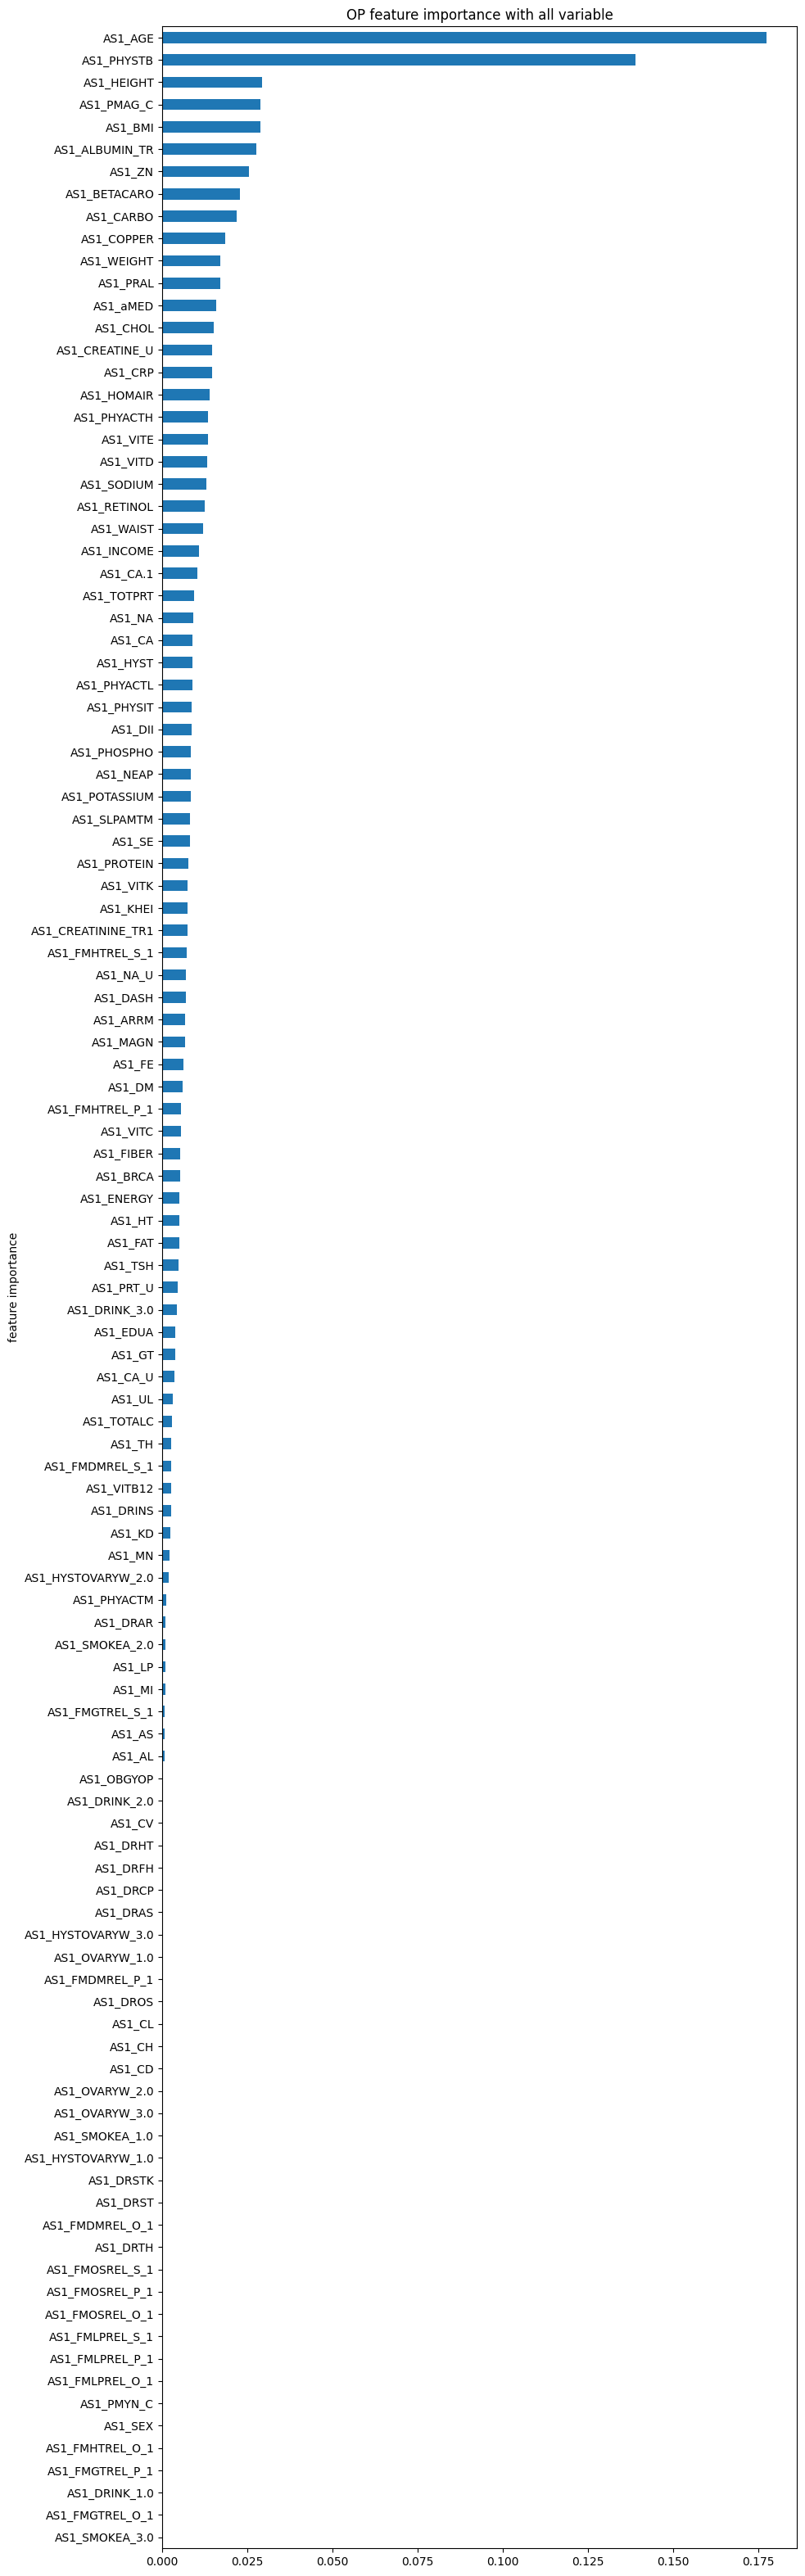 OP feature importance with all variable
AS1_AGE
AS1_PHYSTB
AS1_HEIGHT
AS1_PMAG_C
AS1_BMI
AS1_ALBUMIN_TR
AS1_ZN
AS1_BETACARO
AS1_CARBO
AS1_COPPER
AS1_WEIGHT
AS1_PRAL
AS1_aMED
AS1_CHOL
AS1_CREATINE_U
AS1_CRP
AS1_HOMAIR
AS1_PHYACTH
AS1_VITE
AS1_VITD
AS1_SODIUM
AS1_RETINOL
AS1_WAIST
AS1_INCOME
AS1_CA.1
AS1_TOTPRT
AS1_NA
AS1_CA
AS1_HYST
AS1_PHYACTL
AS1_PHYSIT
AS1_DII
AS1_PHOSPHO
AS1_NEAP
AS1_POTASSIUM
AS1_SLPAMTM
AS1_SE
AS1_PROTEIN
AS1_VITK
AS1_KHEI
AS1_CREATININE_TR1
AS1_FMHTREL_S_1
AS1_NA_U
AS1_DASH
AS1_ARRM
AS1_MAGN
AS1_FE
AS1_DM
AS1_FMHTREL_P_1
AS1_VITC
AS1_FIBER
AS1_BRCA
AS1_ENERGY
AS1_HT
AS1_FAT
AS1_TSH
AS1_PRT_U
AS1_DRINK_3.0
AS1_EDUA
AS1_GT
AS1_CA_U
AS1_UL
AS1_TOTALC
AS1_TH
AS1_FMDMREL_S_1
AS1_VITB12
AS1_DRINS
AS1_KD
AS1_MN
AS1_HYSTOVARYW_2.0
AS1_PHYACTM
AS1_DRAR
AS1_SMOKEA_2.0
AS1_LP
AS1_MI
AS1_FMGTREL_S_1
AS1_AS
AS1_AL
AS1_OBGYOP
AS1_DRINK_2.0
AS1_CV
AS1_DRHT
AS1_DRFH
AS1_DRCP
AS1_DRAS
AS1_HYSTOVARYW_3.0
AS1_OVARYW_1.0
AS1_FMDMREL_P_1
AS1_DROS
AS1_CL
AS1_CH
AS1_CD
AS1_OVARYW_2.0
AS1_OVARYW_3.0
AS1_SMOKEA_1.0
AS1_HYSTOVARYW_1.0
AS1_DRSTK
AS1_DRST
AS1_FMDMREL_O_1
AS1_DRTH
AS1_FMOSREL_S_1
AS1_FMOSREL_P_1
AS1_FMOSREL_O_1
AS1_FMLPREL_S_1
AS1_FMLPREL_P_1
AS1_FMLPREL_O_1
AS1_PMYN_C
AS1_SEX
AS1_FMHTREL_O_1
AS1_FMGTREL_P_1
AS1_DRINK_1.0
AS1_FMGTREL_O_1
AS1_SMOKEA_3.0
feature importance
0.000 0.025 0.050 0.075 0.100 0.125 0.150 0.175